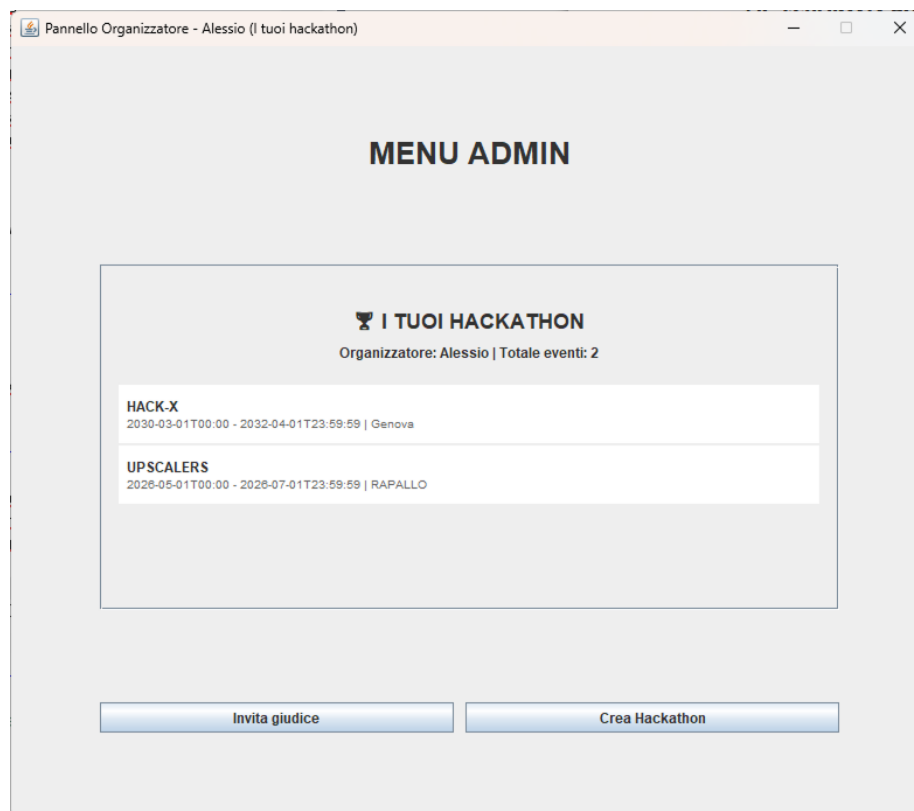 Pannello Organizzatore - Alessio (I tuoi hackathon)
MENU ADMIN
🏆 I TUOI HACKATHON
Organizzatore: Alessio | Totale eventi: 2
HACK-X
2030-03-01T00:00 - 2032-04-01T23:59:59 | Genova
UPSCALERS
2026-05-01T00:00 - 2026-07-01T23:59:59 | RAPALLO
Invita giudice
Crea Hackathon